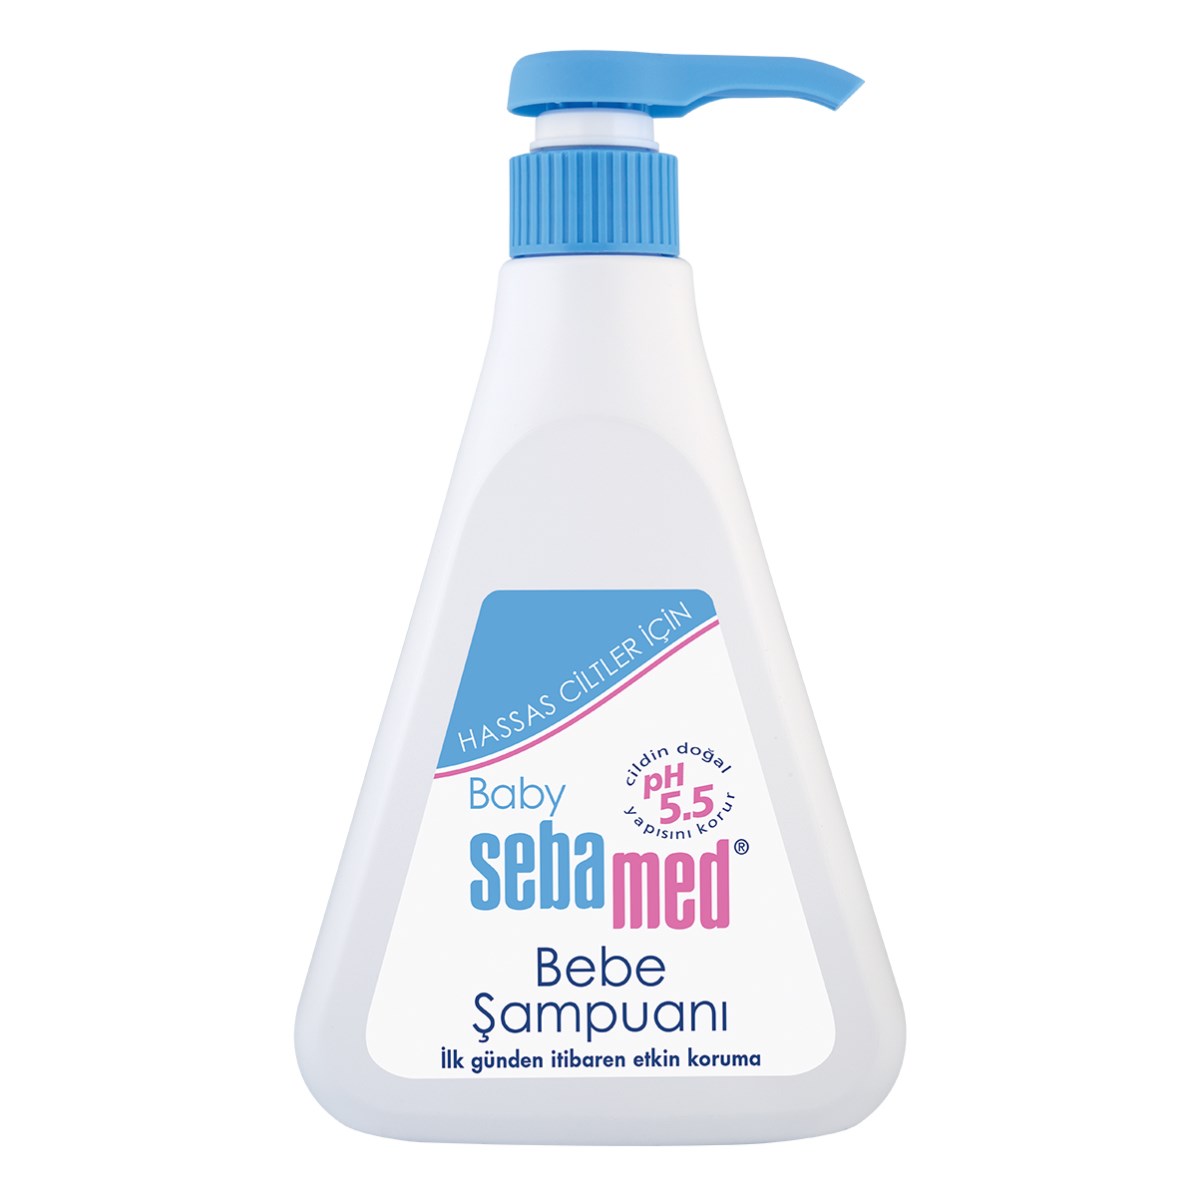 HASSAS CİLTLER İÇİN
Baby
cildin doğal
pH
5.5
yapısını korur
sebamed®
Bebe
Şampuanı
İlk günden itibaren etkin koruma